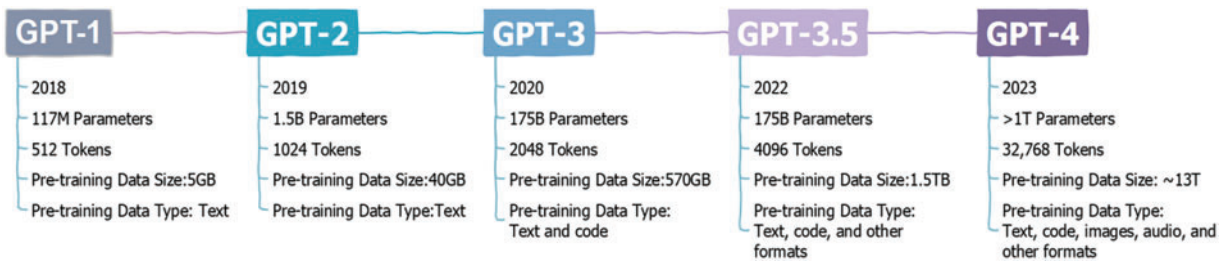 GPT-1
2018
117M Parameters
512 Tokens
Pre-training Data Size:5GB
Pre-training Data Type: Text
GPT-2
2019
1.5B Parameters
1024 Tokens
Pre-training Data Size:40GB
Pre-training Data Type:Text
GPT-3
2020
175B Parameters
2048 Tokens
Pre-training Data Size:570GB
Pre-training Data Type:
Text and code
GPT-3.5
2022
175B Parameters
4096 Tokens
Pre-training Data Size:1.5TB
Pre-training Data Type:
Text, code, and other
formats
GPT-4
2023
>1T Parameters
32,768 Tokens
Pre-training Data Size: ~13T
Pre-training Data Type:
Text, code, images, audio, and
other formats